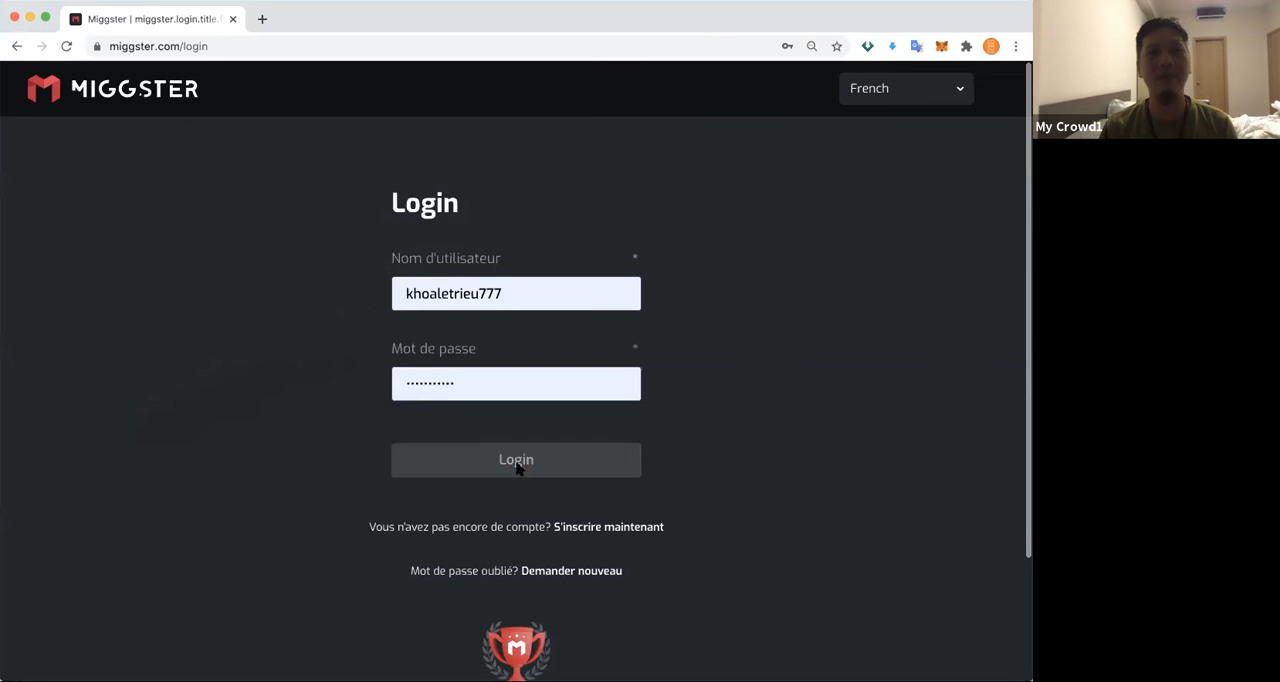 Miggster | miggster.login.title.
miggster.com/login
MIGGSTER
French
My Crowd1
Login
Nom d'utilisateur *
khoaletrieu777
Mot de passe *
Login
Vous n'avez pas encore de compte? S'inscrire maintenant
Mot de passe oublié? Demander nouveau
M